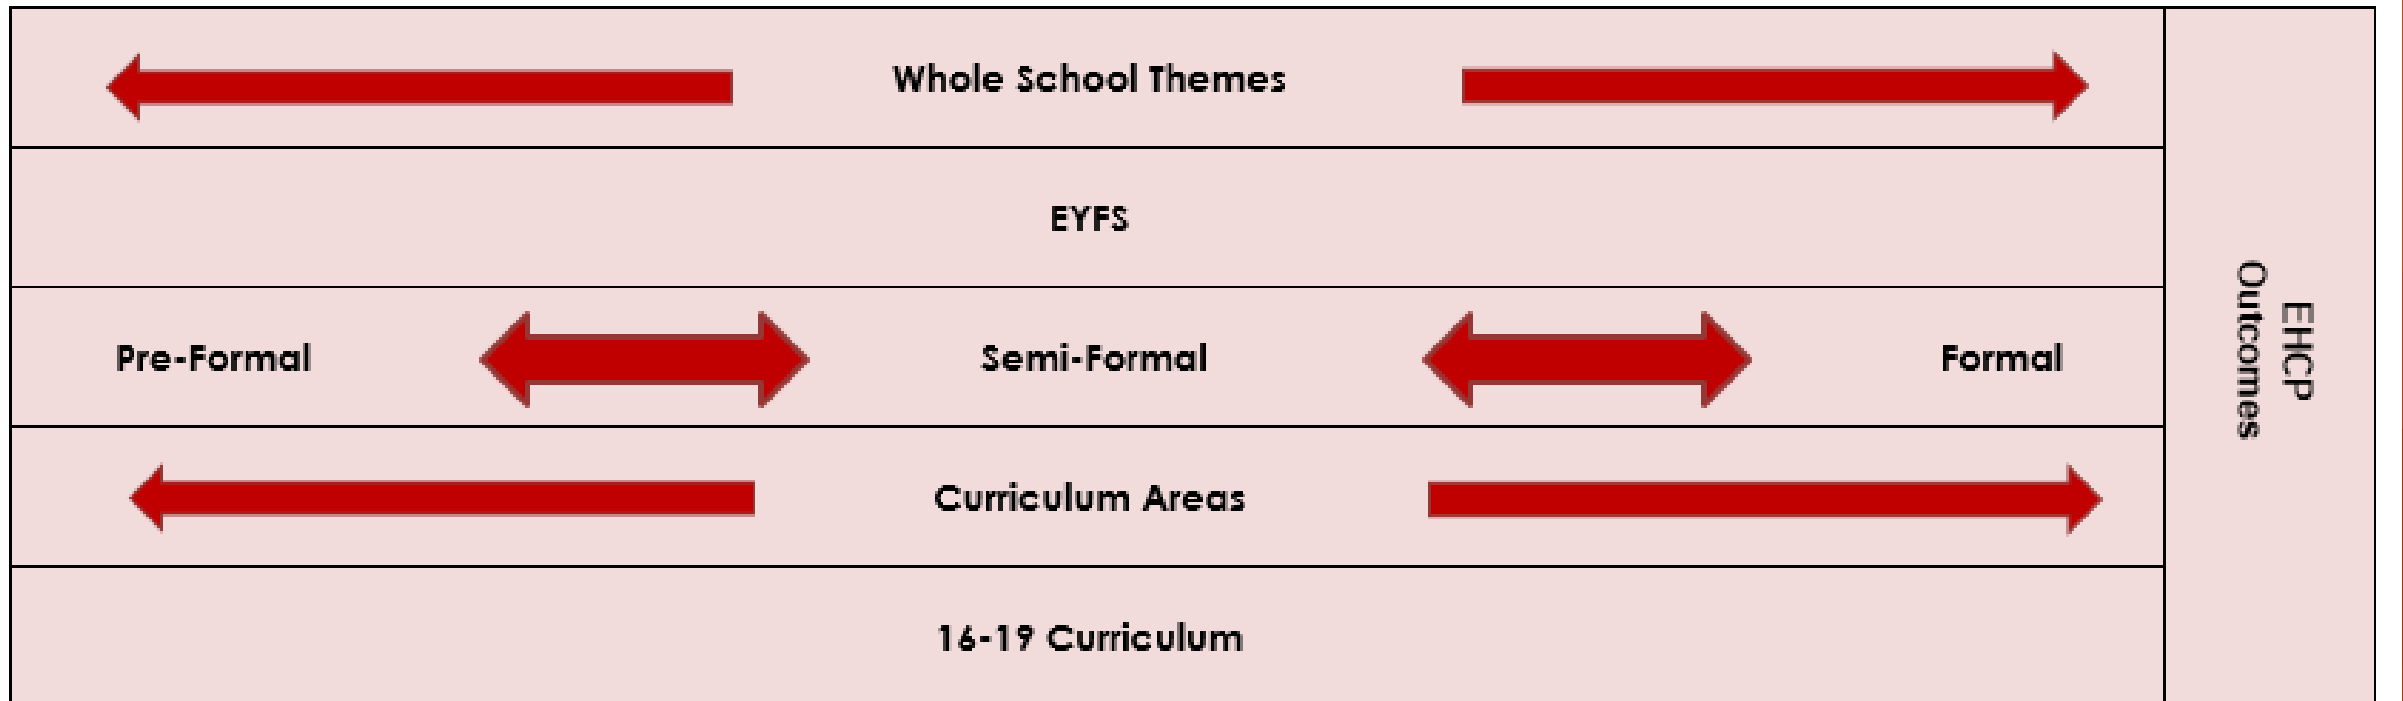 Whole School Themes
EYFS
Pre-Formal
Semi-Formal
Formal
Curriculum Areas
16-19 Curriculum
EHCP
Outcomes